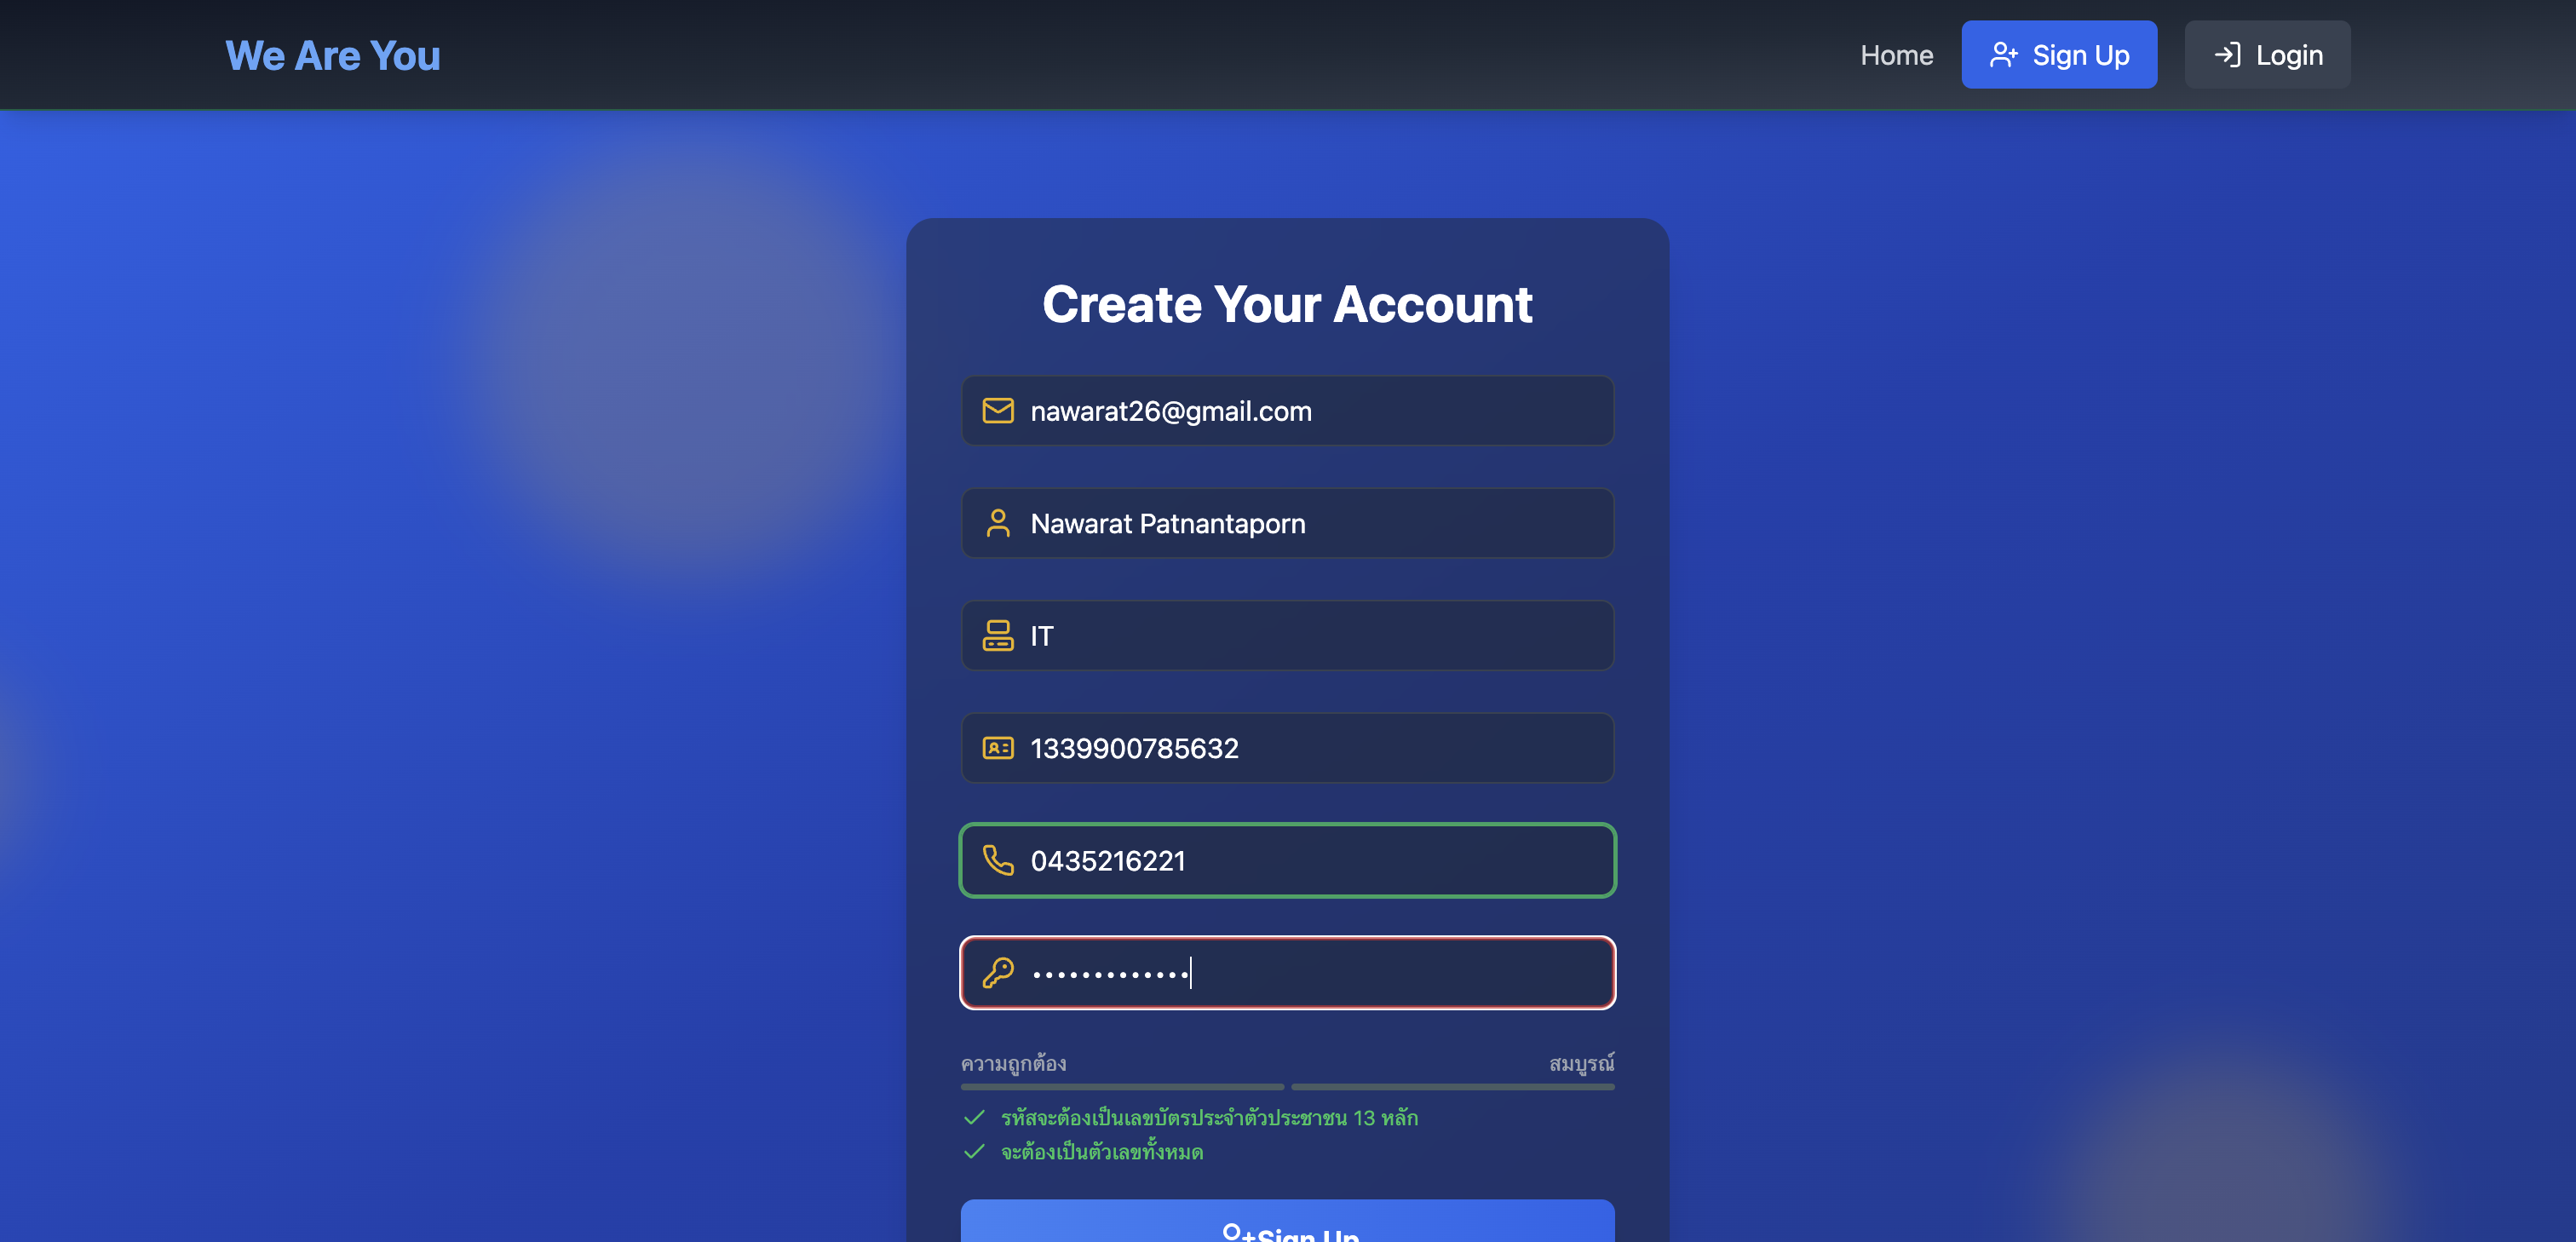 We Are You
Home
Sign Up
Login
Create Your Account
nawarat26@gmail.com
Nawarat Patnantaporn
IT
1339900785632
0435216221
•••••••••••••
ความถูกต้อง
สมบูรณ์
รหัสจะต้องเป็นเลขบัตรประจำตัวประชาชน 13 หลัก
จะต้องเป็นตัวเลขทั้งหมด
Sign Up